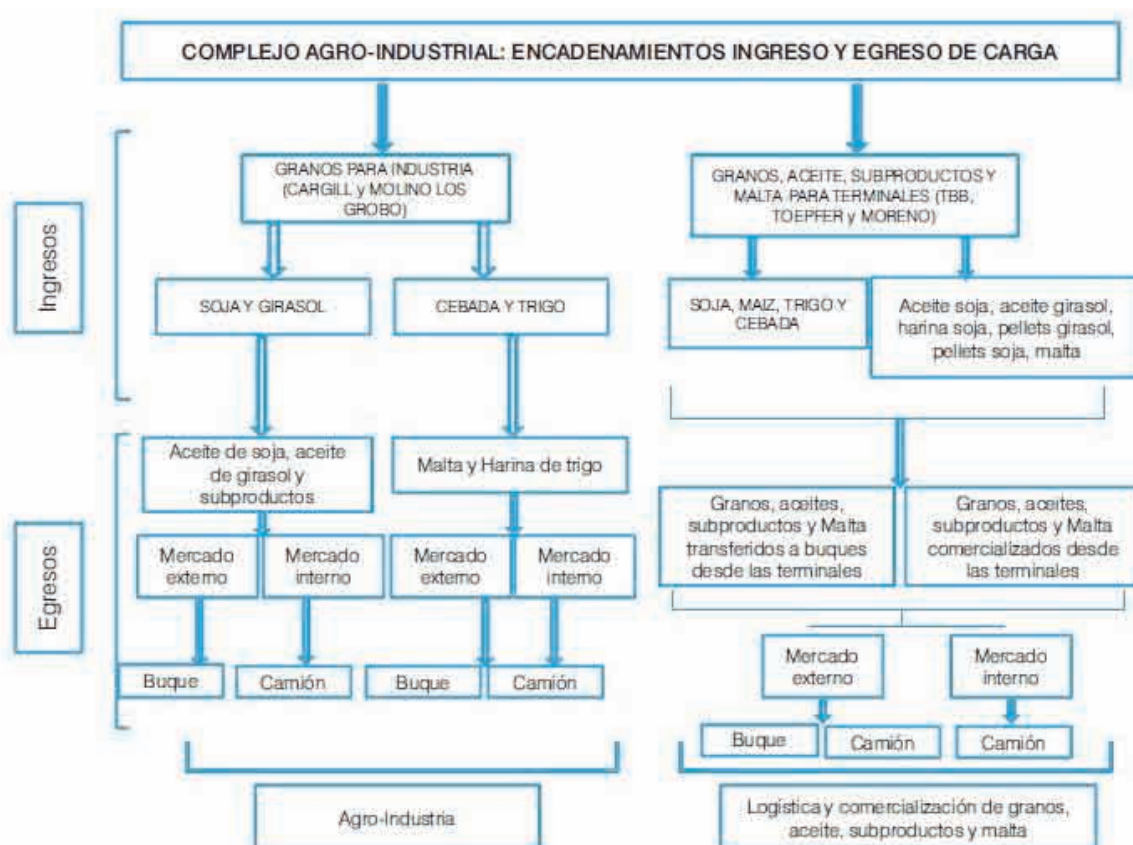 COMPLEJO AGRO-INDUSTRIAL: ENCADENAMIENTOS INGRESO Y EGRESO DE CARGA
Ingresos
GRANOS PARA INDUSTRIA
(CARGILL y MOLINO LOS
GROBO)
GRANOS, ACEITE, SUBPRODUCTOS Y
MALTA PARA TERMINALES (TBB,
TOEPFER y MORENO)
SOJA Y GIRASOL
CEBADA Y TRIGO
SOJA, MAIZ, TRIGO Y
CEBADA
Aceite soja, aceite girasol,
harina soja, pellets girasol,
pellets soja, malta
Egresos
Aceite de soja, aceite
de girasol y
subproductos
Malta y Harina de trigo
Granos, aceites,
subproductos y Malta
transferidos a buques
desde las terminales
Granos, aceites,
subproductos y Malta
comercializados desde
las terminales
Mercado
externo
Mercado
interno
Mercado
externo
Mercado
interno
Mercado
externo
Mercado
interno
Buque
Camión
Buque
Camión
Buque
Camión
Camión
Agro-Industria
Logística y comercialización de granos,
aceite, subproductos y malta